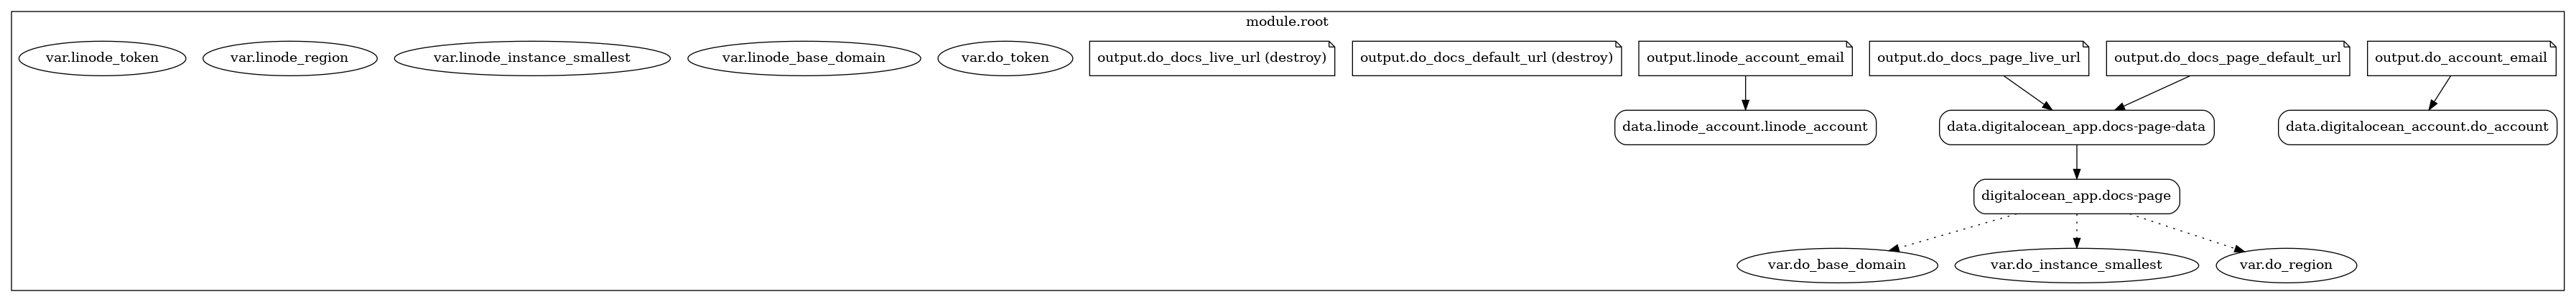 module.root
var.linode_token
var.linode_region
var.linode_instance_smallest
var.linode_base_domain
var.do_token
output.do_docs_live_url (destroy)
output.do_docs_default_url (destroy)
output.linode_account_email
output.do_docs_page_live_url
output.do_docs_page_default_url
output.do_account_email
data.linode_account.linode_account
data.digitalocean_app.docs-page-data
data.digitalocean_account.do_account
digitalocean_app.docs-page
var.do_base_domain
var.do_instance_smallest
var.do_region